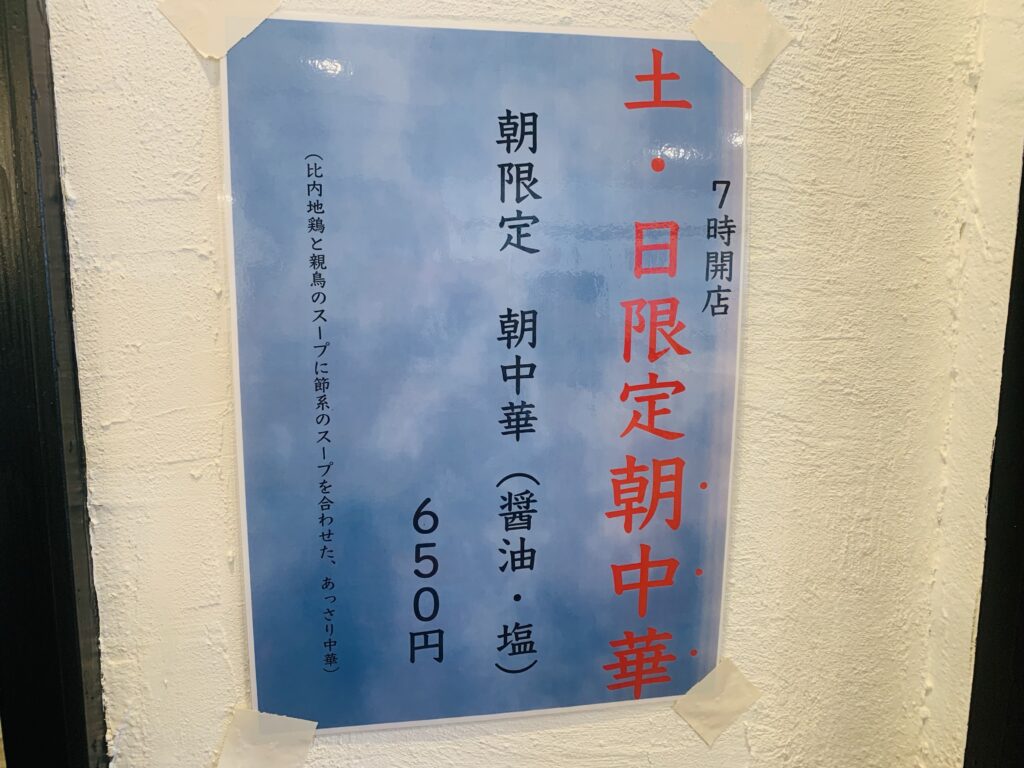 7時開店
土・日限定朝中華
朝限定　朝中華（醤油・塩）
650円
（比内地鶏と親鳥のスープに節系のスープを合わせた、あっさり中華）